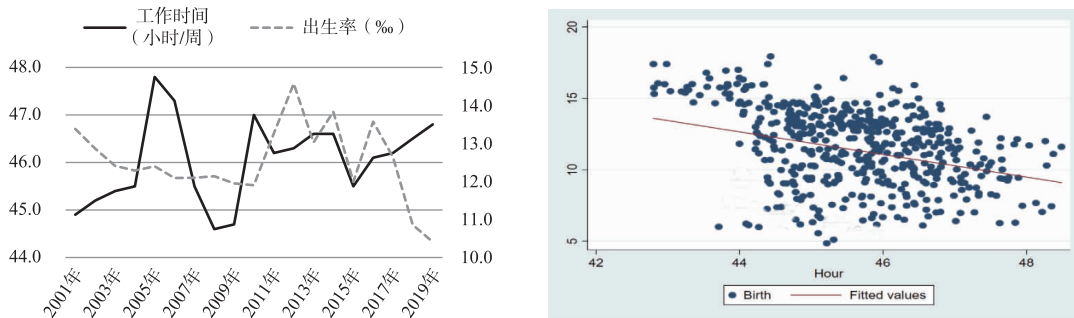 工作时间
（小时/周）
出生率（‰）
48.0
47.0
46.0
45.0
44.0
15.0
14.0
13.0
12.0
11.0
10.0
2001年
2003年
2005年
2007年
2009年
2011年
2013年
2015年
2017年
2019年
20
15
10
5
42
44
46
48
Hour
Birth
Fitted values